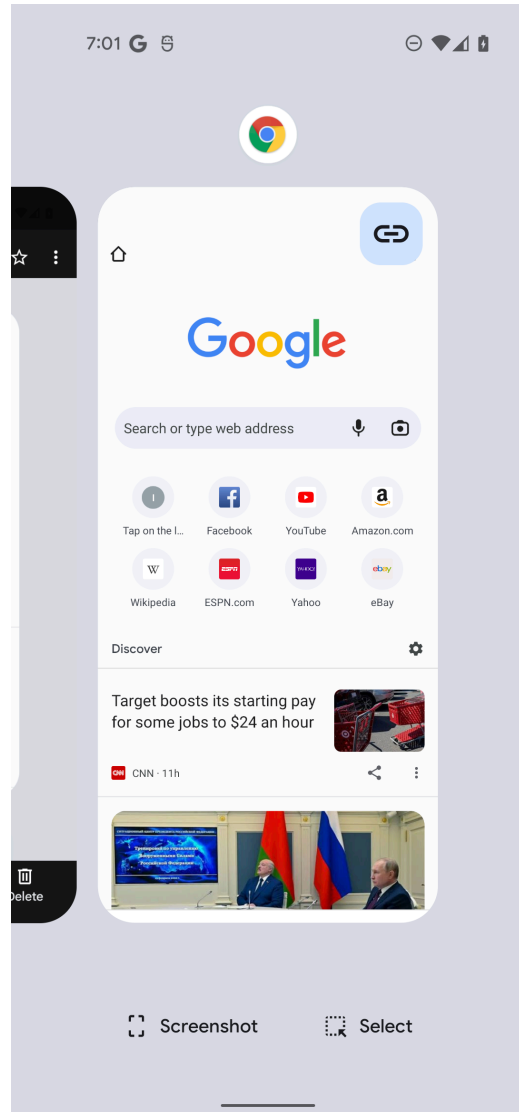 7:01
Google
Search or type web address
Tap on the l...
Facebook
YouTube
Amazon.com
Wikipedia
ESPN.com
Yahoo
eBay
Discover
Target boosts its starting pay
for some jobs to $24 an hour
CNN · 11h
Delete
Screenshot
Select